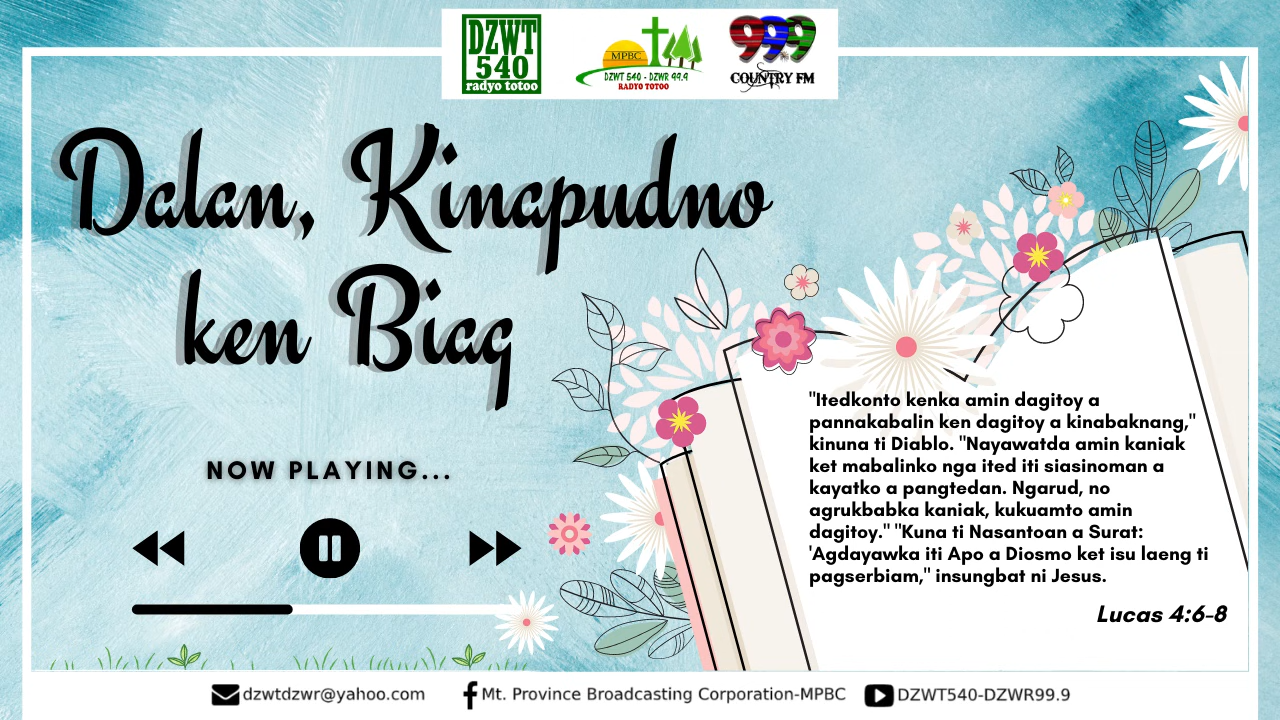 DZWT
540
radyo totoo
MPBC
DZWT 540 - DZWR 99.9
RADYO TOTOO
99.9
COUNTRY FM
Dalan, Kinapudno
ken Biag
NOW PLAYING...
"Itedkonto kenka amin dagitoy a
pannakabalin ken dagitoy a kinabaknang,"
kinuna ti Diablo. "Nayawatda amin kaniak
ket mabalinko nga ited iti siasinoman a
kayatko a pangtedan. Ngarud, no
agrukbabka kaniak, kukuamto amin
dagitoy." "Kuna ti Nasantoan a Surat:
'Agdayawka iti Apo a Diosmo ket isu laeng ti
pagserbiam," insungbat ni Jesus.
Lucas 4:6-8
dzwtdzwr@yahoo.com
Mt. Province Broadcasting Corporation-MPBC
DZWT540-DZWR99.9